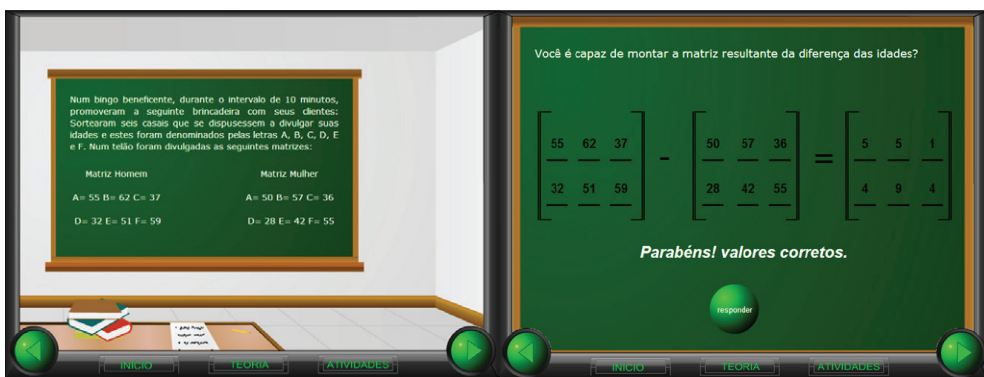 Num bingo beneficente, durante o intervalo de 10 minutos,
promoveram a seguinte brincadeira com seus clientes:
Sortearam seis casais que se dispusessem a divulgar suas
idades e estes foram denominados pelas letras A, B, C, D, E
e F. Num telão foram divulgadas as seguintes matrizes:
Matriz Homem Matriz Mulher
A= 55 B= 62 C= 37 A= 50 B= 57 C= 36
D= 32 E= 51 F= 59 D= 28 E= 42 F= 55
INÍCIO TEORIA ATIVIDADES
Você é capaz de montar a matriz resultante da diferença das idades?
55 62 37 - 50 57 36 = 5 5 1
32 51 59 28 42 55 4 9 4
Parabéns! valores corretos.
responder
INÍCIO TEORIA ATIVIDADES